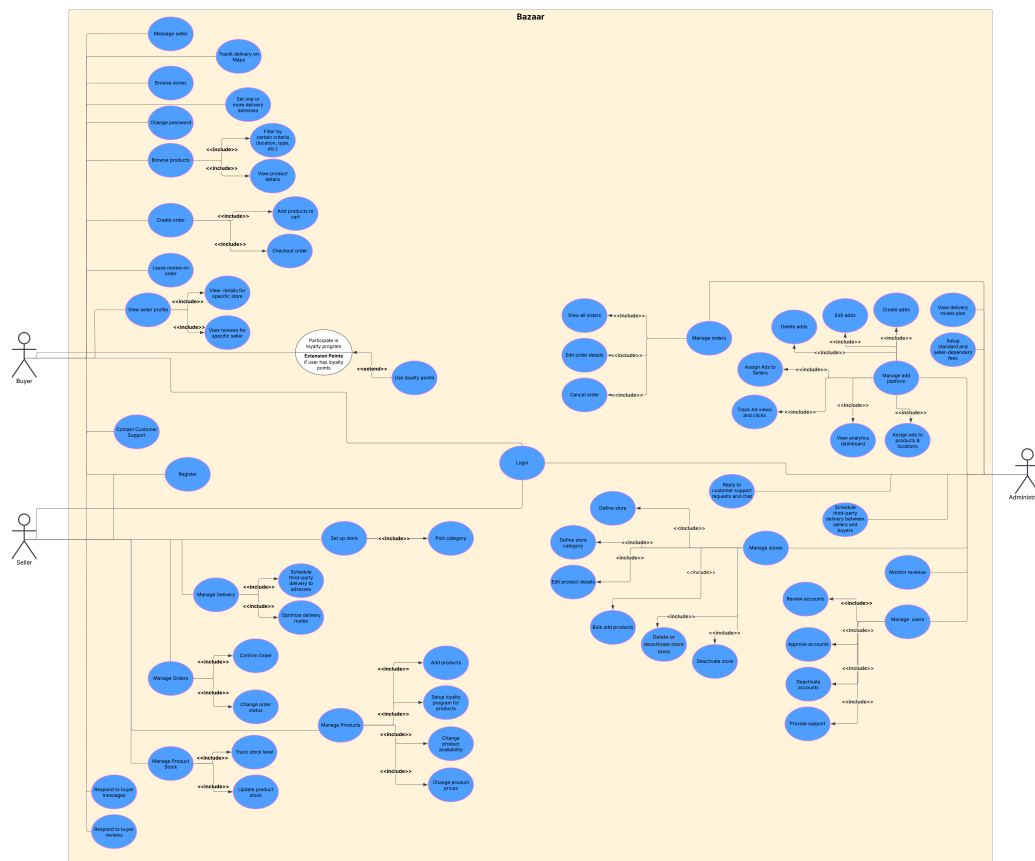 Bazaar
Message seller
Tracik delivery on
Maps
Browse stores
Set one or
more delivery
adresses
Change password
Filter by
certain criteria
(location, type,
etc.)
<<include>>
Browse products
<<include>>
View product
details
Add products to
cart
<<include>>
Create order
<<include>>
Checkout order
Leave review on
order
View details for
specific store
<<include>>
View seller profile
<<include>>
View reviews for
specific seller
Buyer
Participate in
loyalty program
Extension Points
if user has loyalty
points
<<extend>>
Use loyalty points
View all orders
<<include>>
Edit order details
<<include>>
Cancel order
<<include>>
Manage orders
Delete adds
Edit adds
Create adds
View delivery
routes plan
<<include>>
<<include>>
<<include>>
Setup
standard and
seller-dependent
fees
Assign Ads to
Sellers
<<include>>
Manage add
platform
Track Ad views
and clicks
<<include>>
<<include>>
<<include>>
View analytics
dashboard
Assign ads to
products &
locations
Contact Customer
Support
Register
Login
Administr
Reply to
customer support
requests and chat
Schedule
third-party
delivery between
sellers and
buyers
Seller
Set up store
<<include>>
Pick category
Define store
<<include>>
Define store
category
<<include>>
<<include>>
Manage stores
Edit product details
<<include>>
Bulk add products
<<include>>
Delete or
deactivate store
items
<<include>>
Deactivate store
Monitor revenue
Manage Delivery
<<include>>
Schedule
third-party
delivery to
adresses
<<include>>
Optimize delivery
routes
Review accounts
<<include>>
Manage users
<<include>>
Approve accounts
<<include>>
Deactivate
accounts
<<include>>
Provide support
Confirm Order
<<include>>
Manage Orders
<<include>>
Change order
status
Add products
<<include>>
Setup loyalty
program for
products
<<include>>
Manage Products
<<include>>
Change
product
availability
<<include>>
Change product
prices
Track stock level
<<include>>
Manage Product
Stock
<<include>>
Update product
stock
Respond to buyer
messages
Respond to buyer
reviews